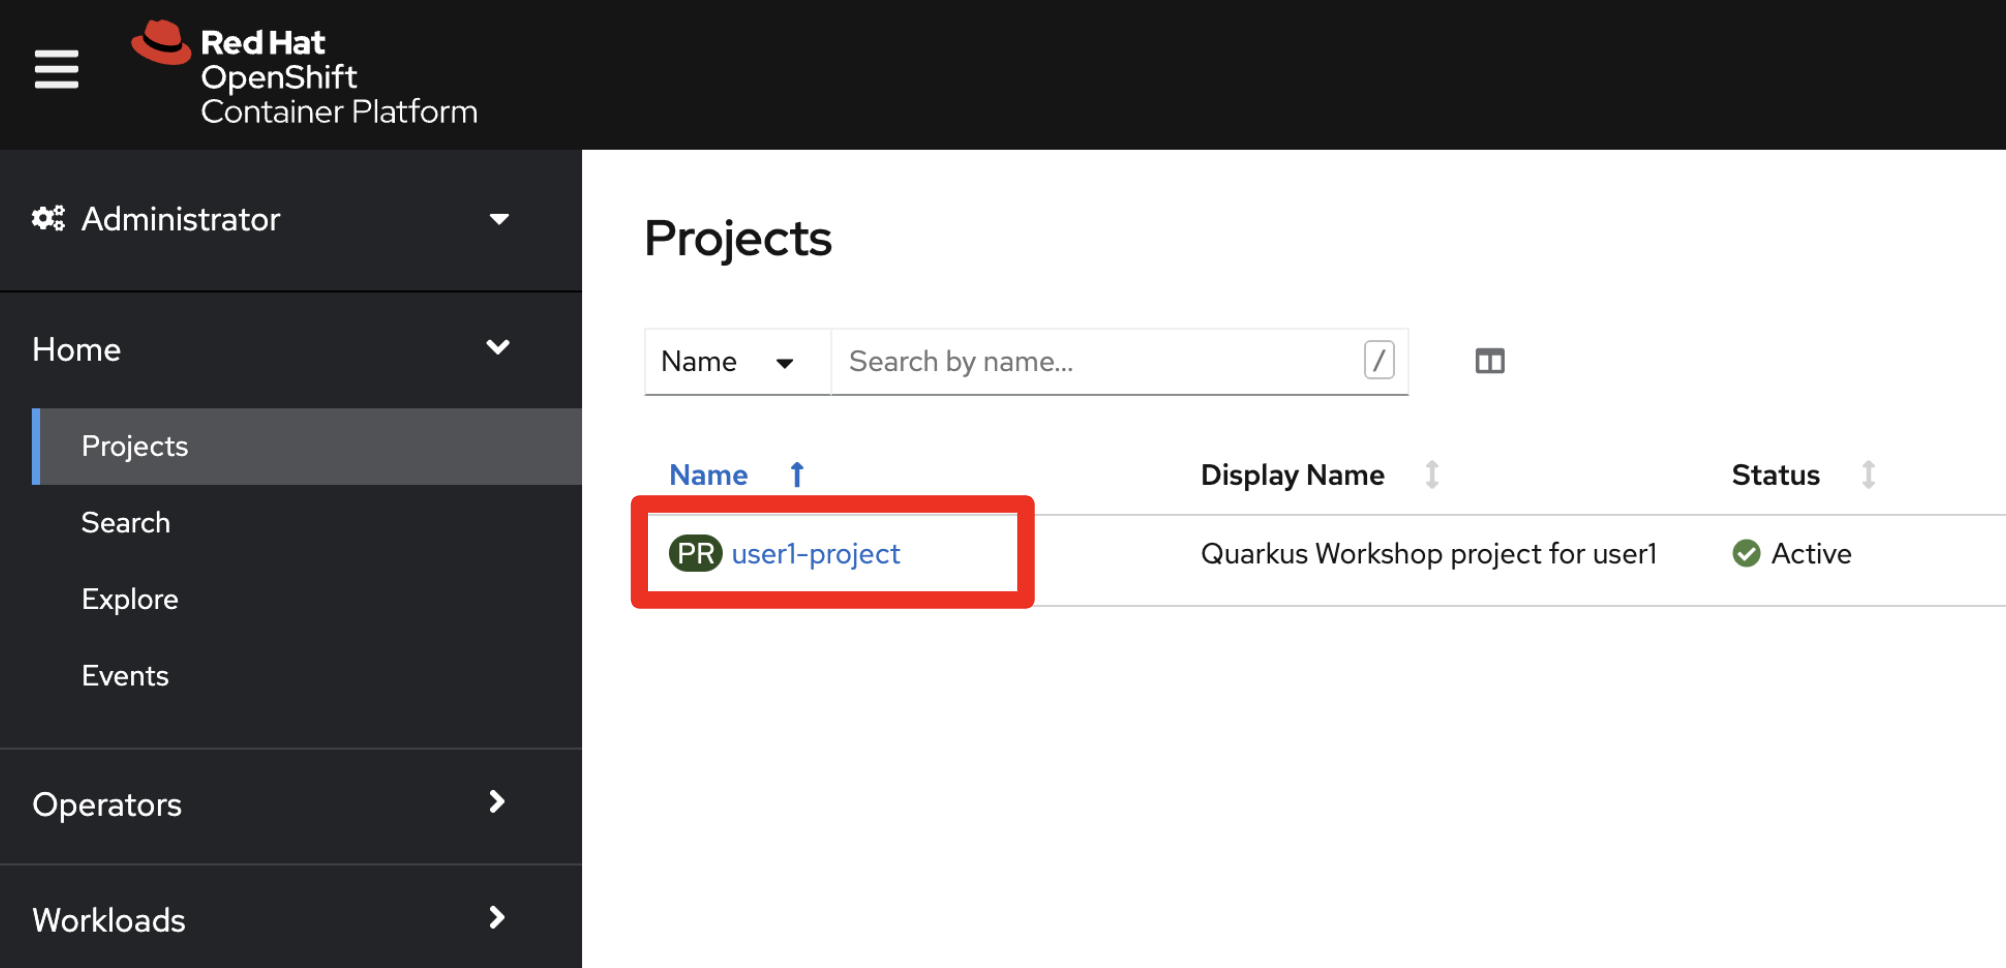 Red Hat
OpenShift
Container Platform
Administrator
Home
Projects
Search
Explore
Events
Operators
Workloads
Projects
Name
Search by name...
/
Name Display Name Status
PR user1-project Quarkus Workshop project for user1 Active